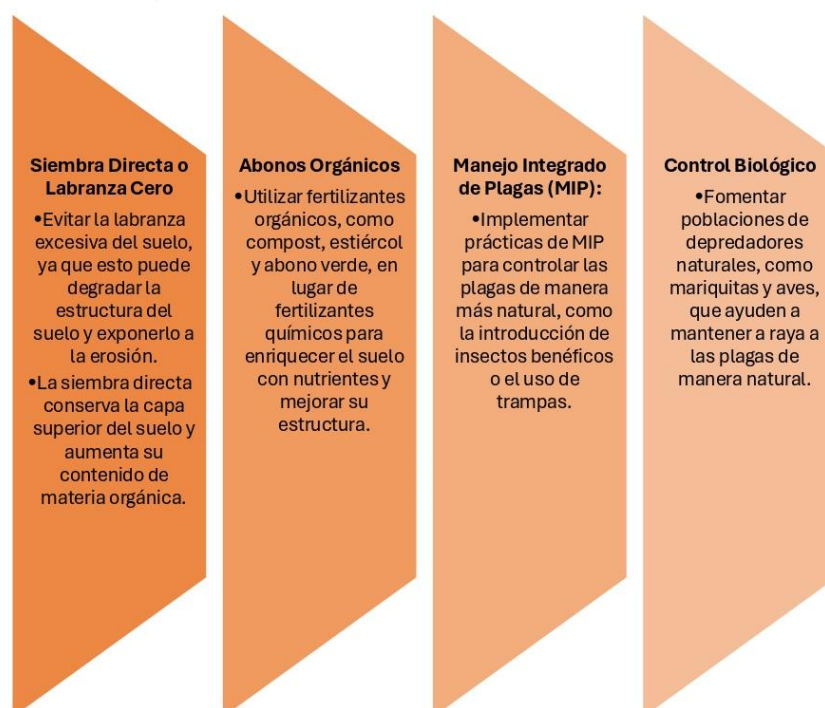 Siembra Directa o
Labranza Cero
•Evitar la labranza
excesiva del suelo,
ya que esto puede
degradar la
estructura del
suelo y exponerlo a
la erosión.
•La siembra directa
conserva la capa
superior del suelo y
aumenta su
contenido de
materia orgánica.
Abonos Orgánicos
•Utilizar fertilizantes
orgánicos, como
compost, estiércol
y abono verde, en
lugar de
fertilizantes
químicos para
enriquecer el suelo
con nutrientes y
mejorar su
estructura.
Manejo Integrado
de Plagas (MIP):
•Implementar
prácticas de MIP
para controlar las
plagas de manera
más natural, como
la introducción de
insectos benéficos
o el uso de
trampas.
Control Biológico
•Fomentar
poblaciones de
depredadores
naturales, como
mariquitas y aves,
que ayuden a
mantener a raya a
las plagas de
manera natural.